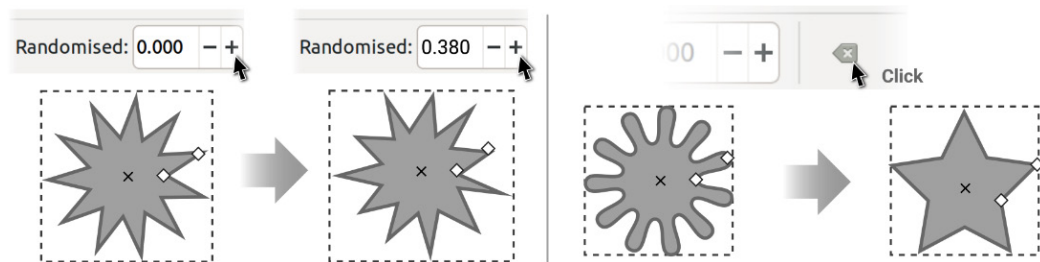 Randomised: 0.000 − +
Randomised: 0.380 − +
00 − +
Click